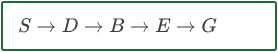 S → D → B → E → G